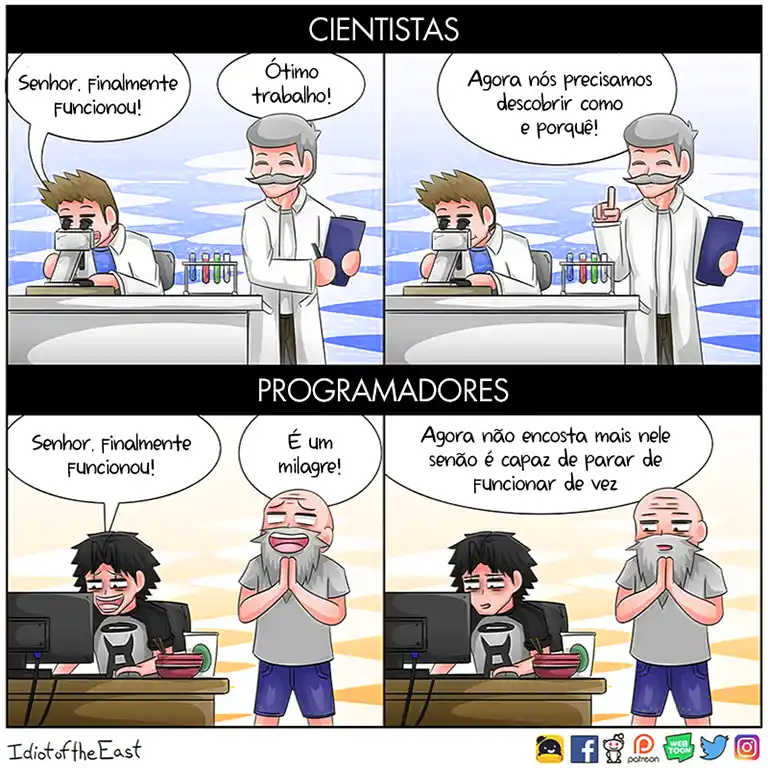 CIENTISTAS
Senhor, Finalmente
Funcionou!
Ótimo
trabalho!
Agora nós precisamos
descobrir como
e porquê!
PROGRAMADORES
Senhor, Finalmente
Funcionou!
É um
milagre!
Agora não encosta mais nele
senão é capaz de parar de
Funcionar de vez
IdiotoftheEast
patreon
WEB
TOON